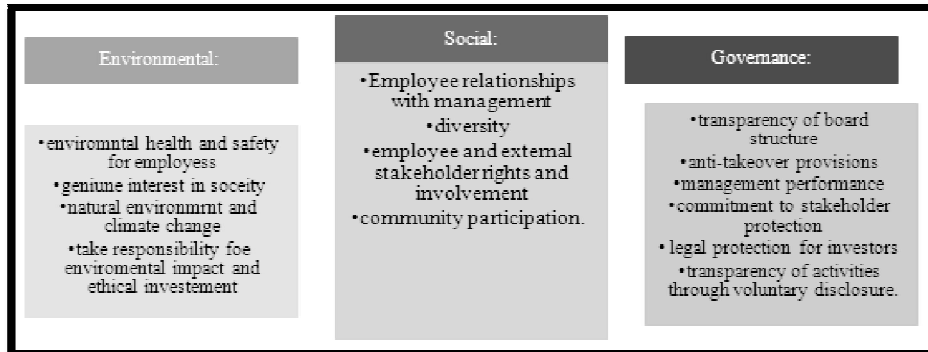 Environmental:
•enviromntal health and safety
for employess
•geniune interest in soceity
•natural environmrnt and
climate change
•take responsibility foe
enviromental impact and
ethical investement
Social:
•Employee relationships
with management
•diversity
•employee and external
stakeholder rights and
involvement
•community participation.
Governance:
•transparency of board
structure
•anti-takeover provisions
•management performance
•commitment to stakeholder
protection
•legal protection for investors
•transparency of activities
through voluntary disclosure.